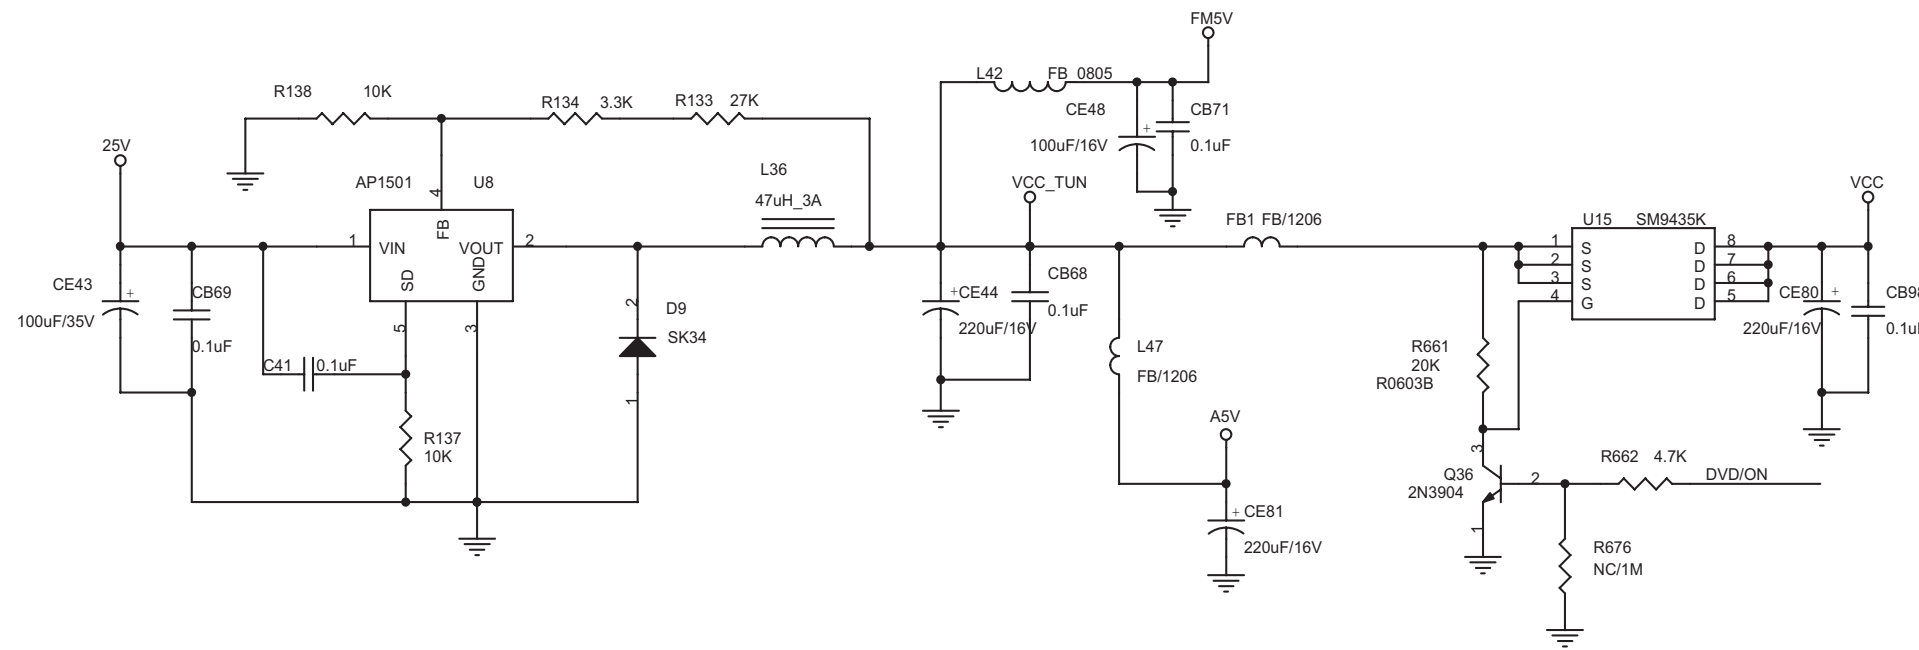 FM5V
L42 FB_0805
R138 10K
R134 3.3K
R133 27K
CE48
CB71
100uF/16V
+
0.1uF
25V
L36
47uH_3A
AP1501 U8
4
FB
VCC_TUN
VCC
FB1 FB/1206
U15 SM9435K
1 VIN
VOUT 2
SD
GND
1 S
2 S
3 S
4 G
D 8
D 7
D 6
D 5
CE43
+
100uF/35V
CB69
0.1uF
5
3
2
D9
SK34
1
C41 0.1uF
+
CE44
220uF/16V
CB68
0.1uF
CE80
+
220uF/16V
CB98
L47
FB/1206
R661
20K
R0603B
A5V
R137
10K
3
Q36
2N3904
2
1
R662 4.7K
DVD/ON
+
CE81
220uF/16V
R676
NC/1M